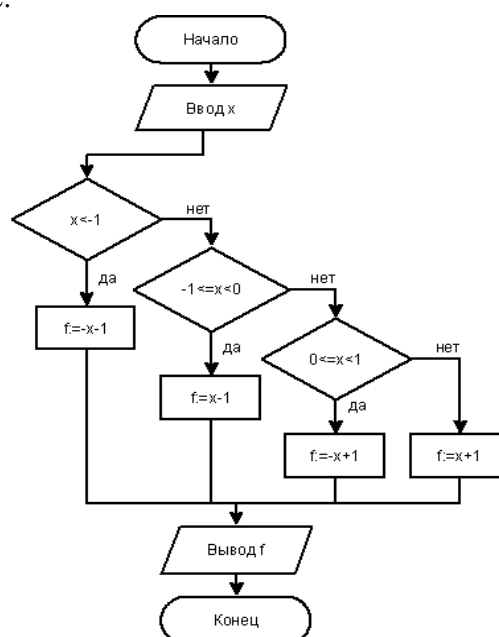 Начало
Ввод x
x<-1
нет
да
f:=-x-1
-1<=x<0
нет
да
f:=x-1
0<=x<1
нет
да
f:=-x+1
f:=x+1
Вывод f
Конец